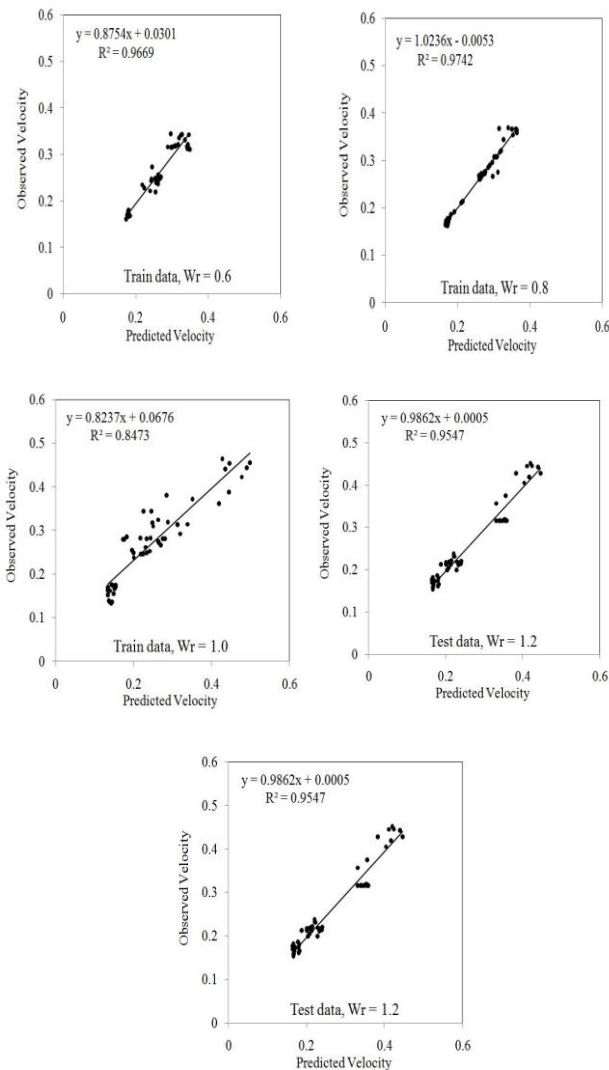 y = 0.8754x + 0.0301
R² = 0.9669
0.6
0.5
0.4
0.3
0.2
0.1
0
Observed Velocity
Train data, Wr = 0.6
0 0.2 0.4 0.6
Predicted Velocity
y = 1.0236x - 0.0053
R² = 0.9742
0.6
0.5
0.4
0.3
0.2
0.1
0
Observed Velocity
Train data, Wr = 0.8
0 0.2 0.4 0.6
Predicted Velocity
y = 0.8237x + 0.0676
R² = 0.8473
0.6
0.5
0.4
0.3
0.2
0.1
0
Observed Velocity
Train data, Wr = 1.0
0 0.2 0.4 0.6
Predicted Velocity
y = 0.9862x + 0.0005
R² = 0.9547
0.6
0.5
0.4
0.3
0.2
0.1
0
Observed Velocity
Test data, Wr = 1.2
0 0.2 0.4 0.6
Predicted Velocity
y = 0.9862x + 0.0005
R² = 0.9547
0.6
0.5
0.4
0.3
0.2
0.1
0
Observed Velocity
Test data, Wr = 1.2
0 0.2 0.4 0.6
Predicted Velocity